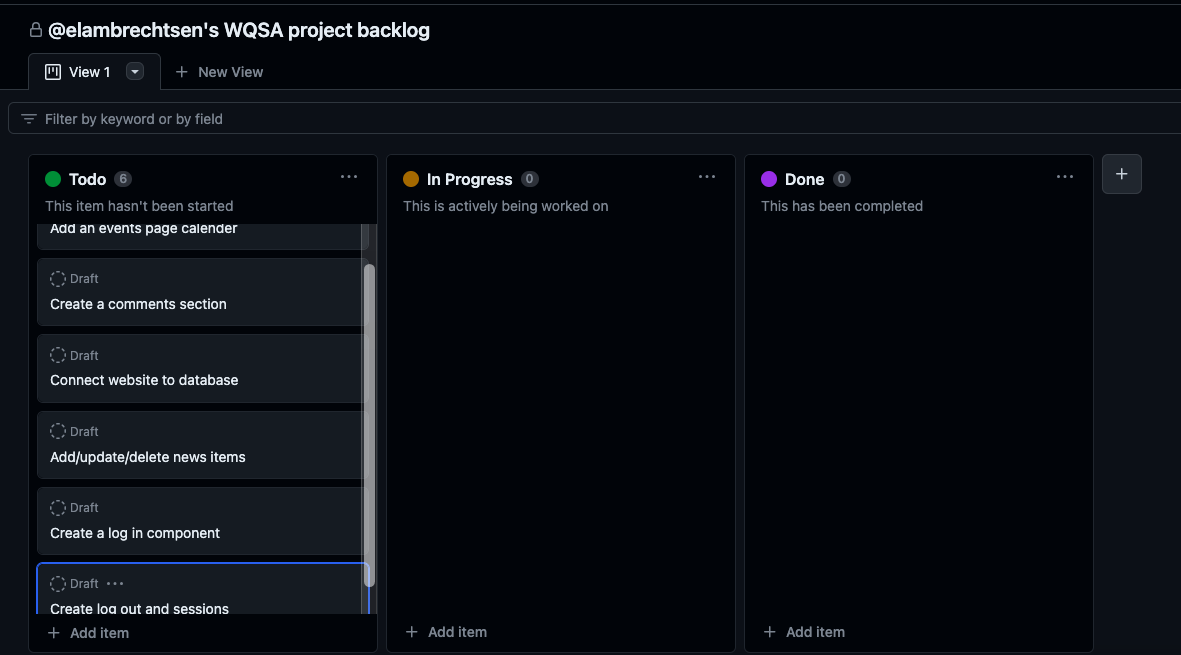 @elambrechtsen's WQSA project backlog
View 1
New View
Filter by keyword or by field
Todo 6
This item hasn't been started
Add an events page calender
Draft
Create a comments section
Draft
Connect website to database
Draft
Add/update/delete news items
Draft
Create a log in component
Draft
Create log out and sessions
Add item
In Progress 0
This is actively being worked on
Add item
Done 0
This has been completed
Add item